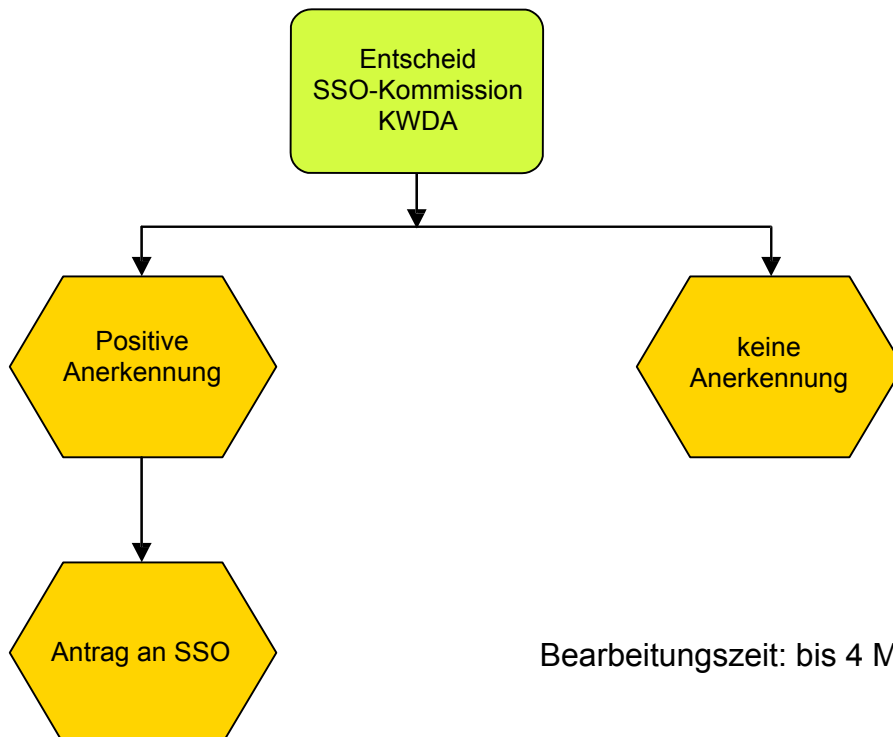 Entscheid
SSO-Kommission
KWDA
Positive
Anerkennung
keine
Anerkennung
Antrag an SSO
Bearbeitungszeit: bis 4